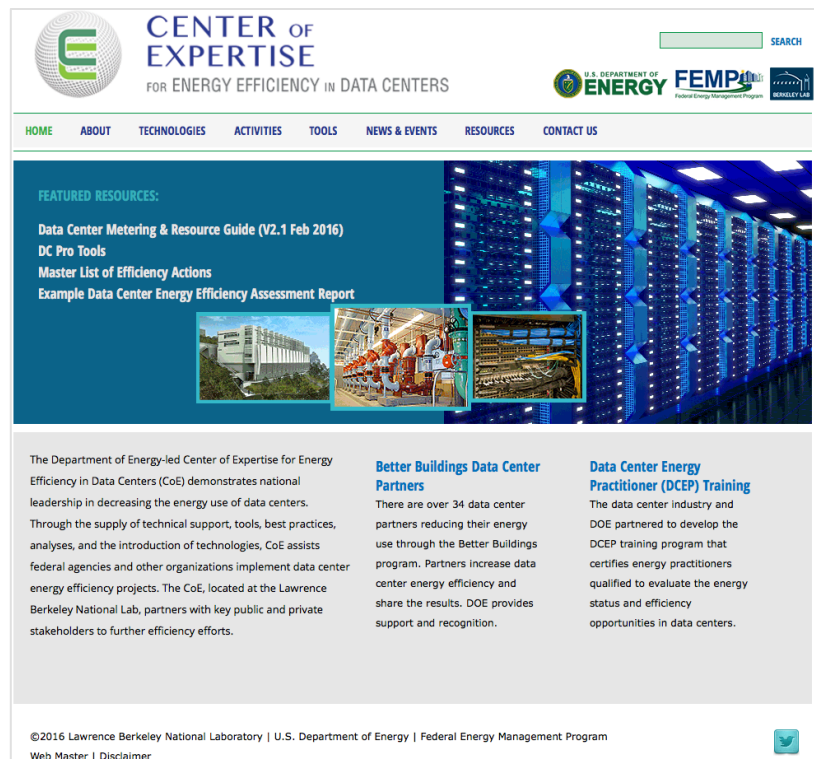 CENTER OF
EXPERTISE
FOR ENERGY EFFICIENCY IN DATA CENTERS
SEARCH
U.S. DEPARTMENT OF
ENERGY
FEMP
Federal Energy Management Program
BERKELEY LAB
HOME ABOUT TECHNOLOGIES ACTIVITIES TOOLS NEWS & EVENTS RESOURCES CONTACT US
FEATURED RESOURCES:
Data Center Metering & Resource Guide (V2.1 Feb 2016)
DC Pro Tools
Master List of Efficiency Actions
Example Data Center Energy Efficiency Assessment Report
The Department of Energy-led Center of Expertise for Energy
Efficiency in Data Centers (CoE) demonstrates national
leadership in decreasing the energy use of data centers.
Through the supply of technical support, tools, best practices,
analyses, and the introduction of technologies, CoE assists
federal agencies and other organizations implement data center
energy efficiency projects. The CoE, located at the Lawrence
Berkeley National Lab, partners with key public and private
stakeholders to further efficiency efforts.
Better Buildings Data Center
Partners
There are over 34 data center
partners reducing their energy
use through the Better Buildings
program. Partners increase data
center energy efficiency and
share the results. DOE provides
support and recognition.
Data Center Energy
Practitioner (DCEP) Training
The data center industry and
DOE partnered to develop the
DCEP training program that
certifies energy practitioners
qualified to evaluate the energy
status and efficiency
opportunities in data centers.
©2016 Lawrence Berkeley National Laboratory | U.S. Department of Energy | Federal Energy Management Program
Web Master | Disclaimer